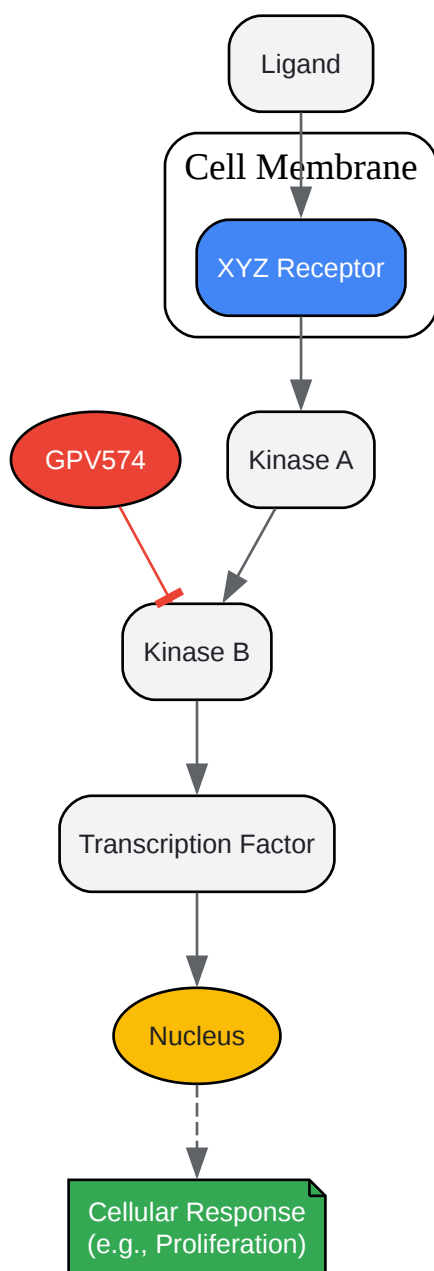 Ligand
Cell Membrane
XYZ Receptor
GPV574
Kinase A
Kinase B
Transcription Factor
Nucleus
Cellular Response
(e.g., Proliferation)